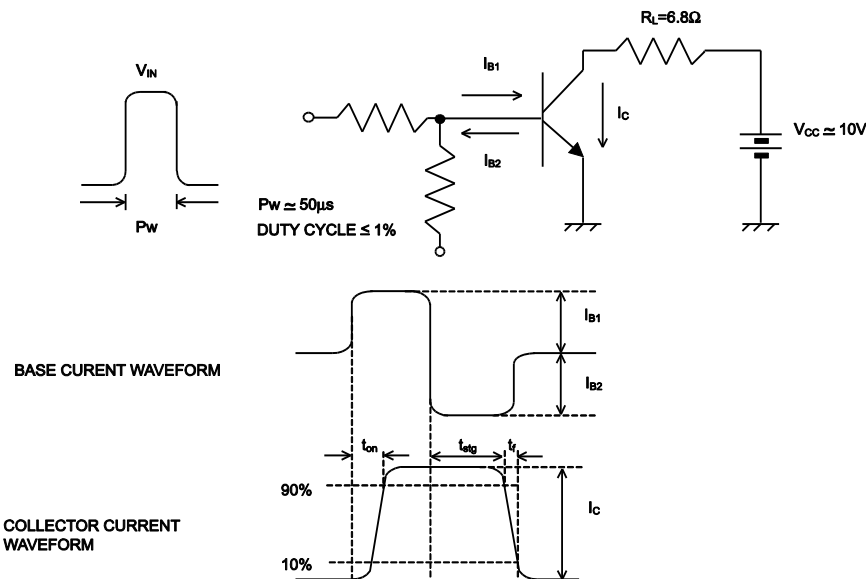 RL=6.8Ω
VIN
IB1
IC
VCC ≃ 10V
IB2
PW ≃ 50μs
PW
DUTY CYCLE ≤ 1%
IB1
BASE CURENT WAVEFORM
IB2
ton
tstg
tf
90%
IC
COLLECTOR CURRENT
WAVEFORM
10%